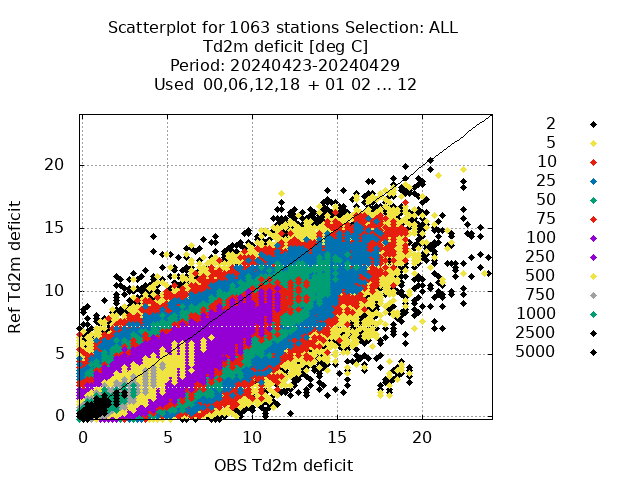 Scatterplot for 1063 stations Selection: ALL
Td2m deficit [deg C]
Period: 20240423-20240429
Used 00,06,12,18 + 01 02 ... 12
Ref Td2m deficit
20
15
10
5
0
0 5 10 15 20
OBS Td2m deficit
2
5
10
25
50
75
100
250
500
750
1000
2500
5000